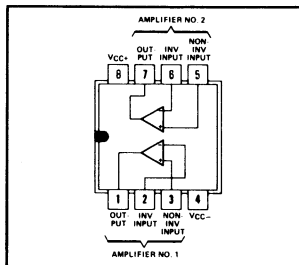 AMPLIFIER NO. 2
VCC+ OUT-PUT INV INPUT NON-INV INPUT
8 7 6 5
1 2 3 4
OUT-PUT INV INPUT NON-INV INPUT VCC−
AMPLIFIER NO. 1